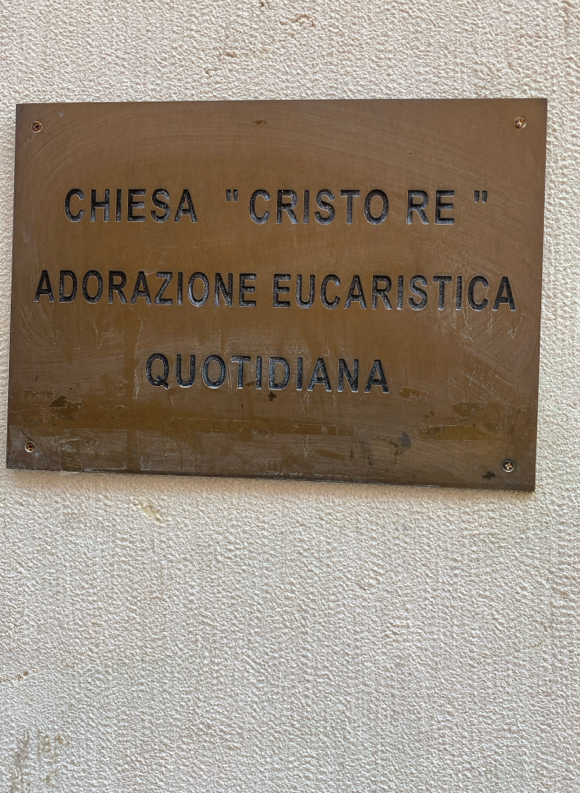 CHIESA "CRISTO RE"
ADORAZIONE EUCARISTICA
QUOTIDIANA